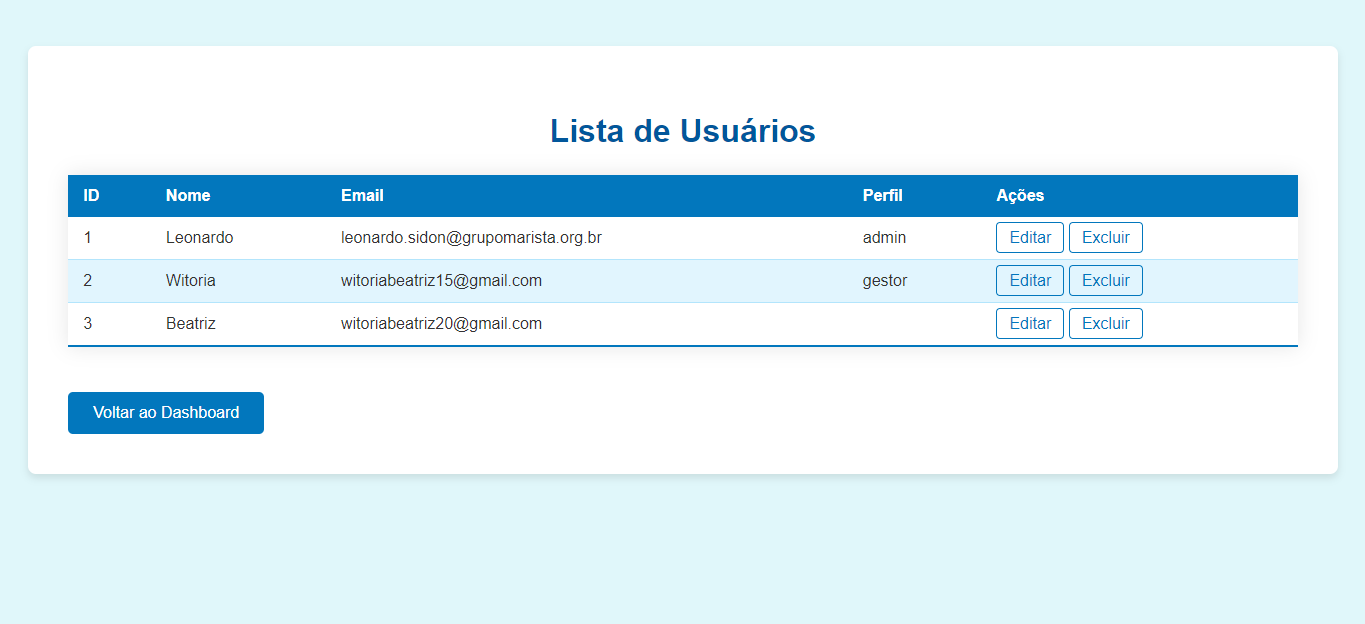 Lista de Usuários
ID Nome Email Perfil Ações
1 Leonardo leonardo.sidon@grupomarista.org.br admin Editar Excluir
2 Witoria witoriabeatriz15@gmail.com gestor Editar Excluir
3 Beatriz witoriabeatriz20@gmail.com Editar Excluir
Voltar ao Dashboard